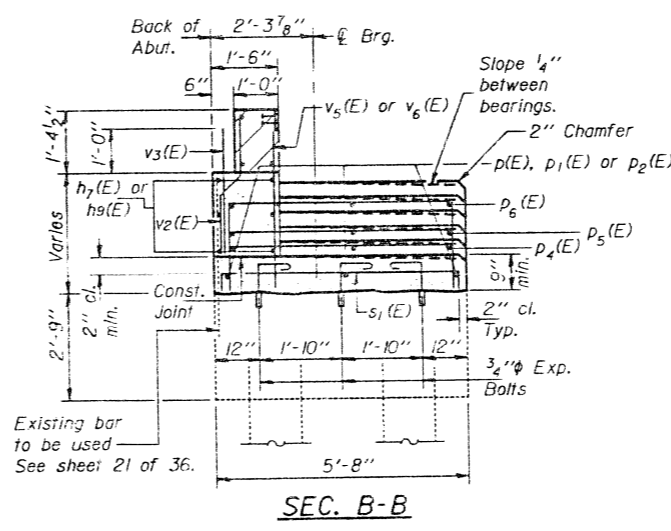 Back of
Abut.
2'-3 7/8"
℄ Brg.
1'-6"
6"
1'-0"
Slope 1/4"
between
bearings.
v5(E) or v6(E)
2" Chamfer
1'-4 1/2"
1'-0"
v3(E)
p(E), p1(E) or p2(E)
h7(E) or
h9(E)
v2(E)
p6(E)
p5(E)
p4(E)
Varies
2" cl.
min.
Const.
Joint
s1(E)
9"
min.
2" cl.
Typ.
2'-9"
12"
1'-10"
1'-10"
12"
3/4"ϕ Exp.
Bolts
Existing bar
to be used
See sheet 21 of 36.
5'-8"
SEC. B-B